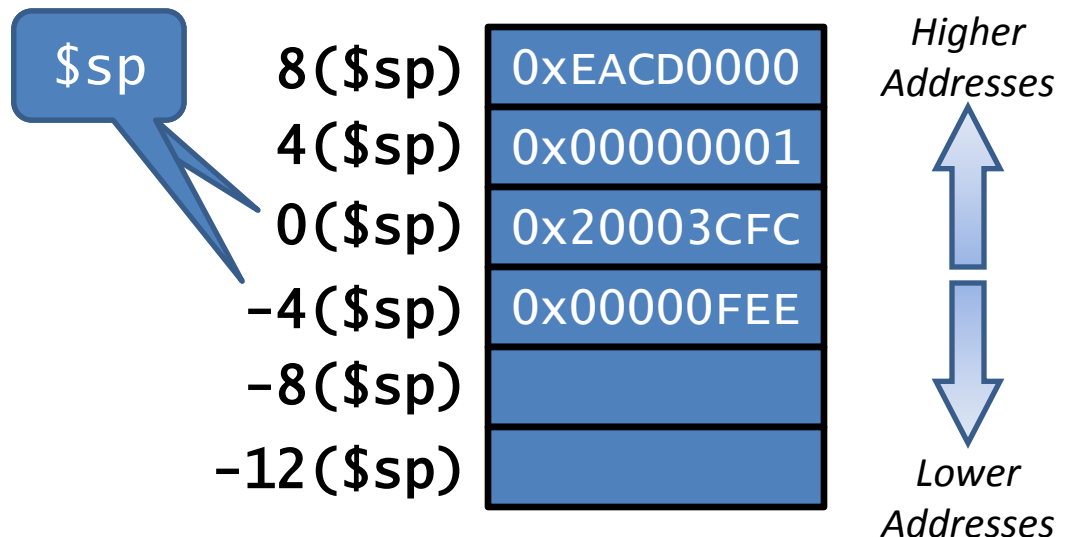 $sp
8($sp) 0xEACD0000
4($sp) 0x00000001
0($sp) 0x20003CFC
-4($sp) 0x00000FEE
-8($sp)
-12($sp)
Higher
Addresses
Lower
Addresses